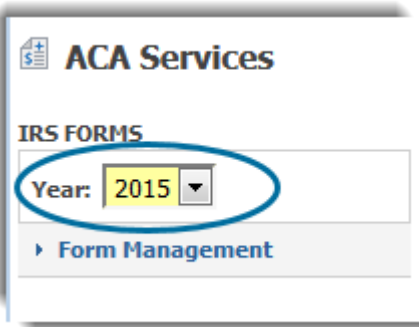 ACA Services
IRS FORMS
Year: 2015
Form Management